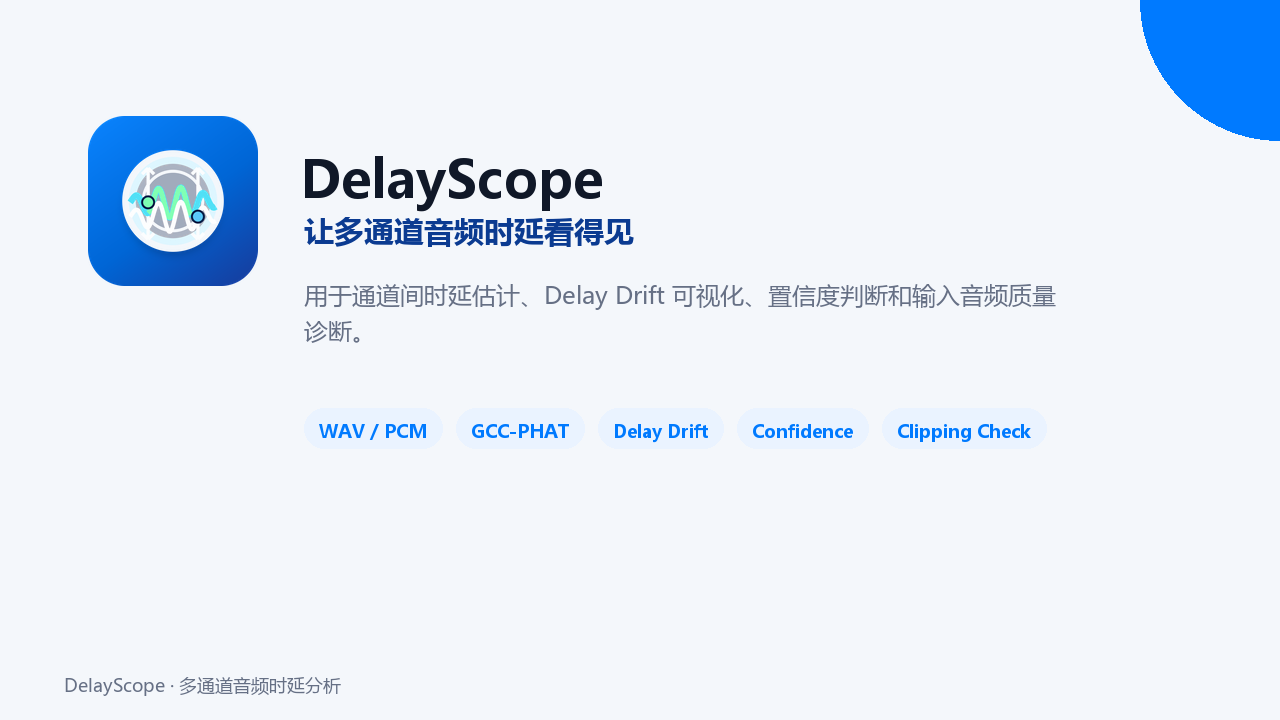 DelayScope
让多通道音频时延看得见
用于通道间时延估计、Delay Drift 可视化、置信度判断和输入音频质量
诊断。
WAV / PCM
GCC-PHAT
Delay Drift
Confidence
Clipping Check
DelayScope · 多通道音频时延分析